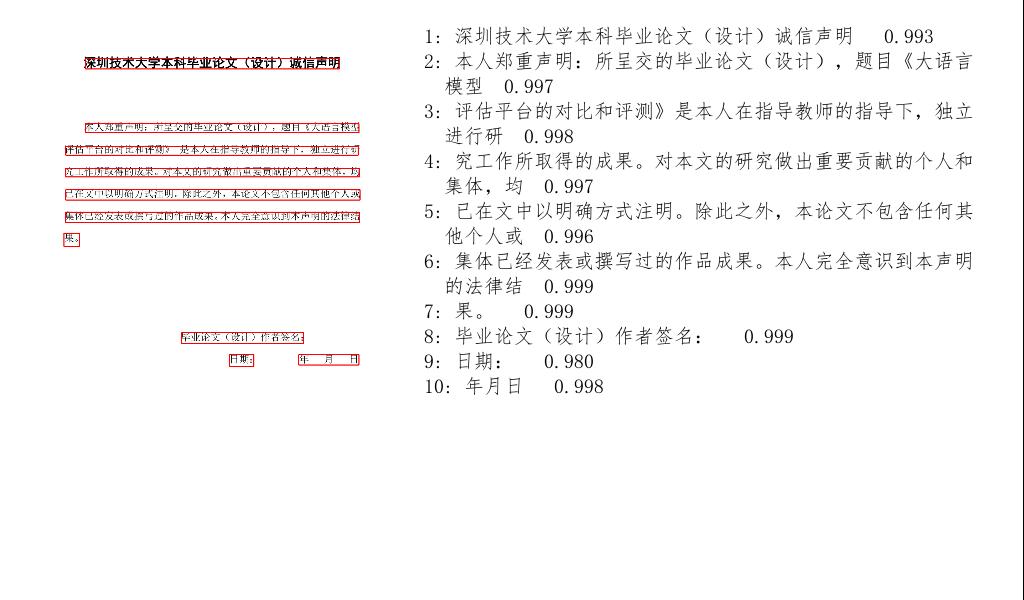 深圳技术大学本科毕业论文（设计）诚信声明
本人郑重声明：所呈交的毕业论文（设计），题目《大语言模型
评估平台的对比和评测》 是本人在指导教师的指导下，独立进行研
究工作所取得的成果。对本文的研究做出重要贡献的个人和集体，均
已在文中以明确方式注明。除此之外，本论文不包含任何其他个人或
集体已经发表或撰写过的作品成果。本人完全意识到本声明的法律结
果。
毕业论文（设计）作者签名：
日期： 年 月 日
1: 深圳技术大学本科毕业论文（设计）诚信声明 0.993
2: 本人郑重声明：所呈交的毕业论文（设计），题目《大语言
模型 0.997
3: 评估平台的对比和评测》是本人在指导教师的指导下，独立
进行研 0.998
4: 究工作所取得的成果。对本文的研究做出重要贡献的个人和
集体，均 0.997
5: 已在文中以明确方式注明。除此之外，本论文不包含任何其
他个人或 0.996
6: 集体已经发表或撰写过的作品成果。本人完全意识到本声明
的法律结 0.999
7: 果。 0.999
8: 毕业论文（设计）作者签名： 0.999
9: 日期： 0.980
10: 年月日 0.998